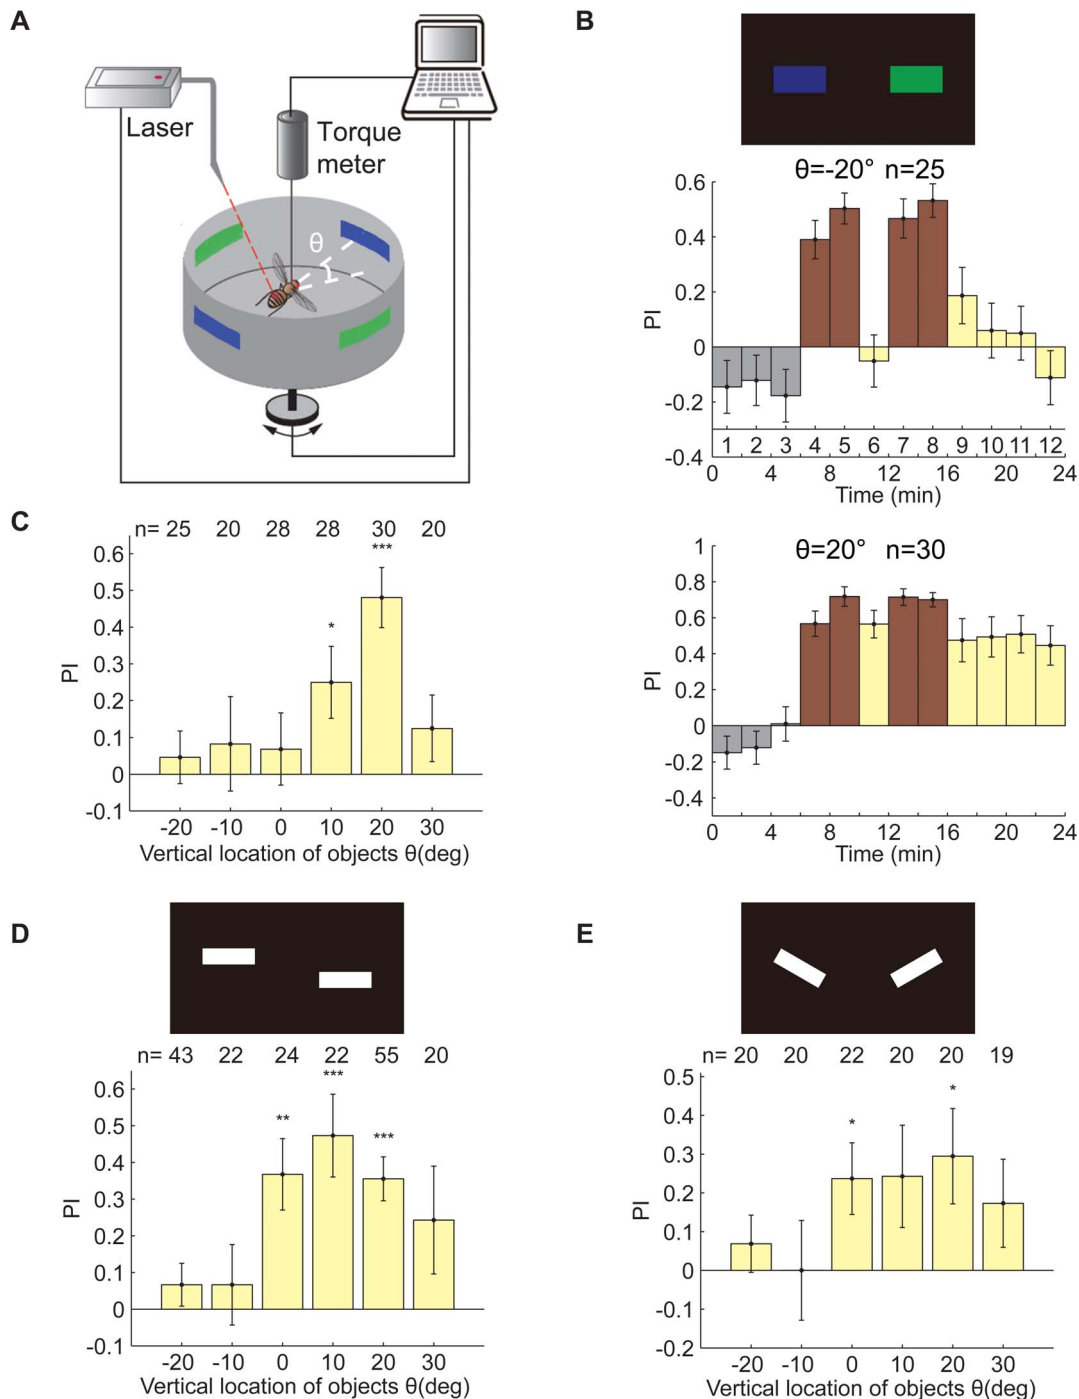 A
Laser
Torque
meter
θ
B
θ=-20° n=25
0.6
0.4
0.2
0
-0.2
-0.4
PI
1 2 3 4 5 6 7 8 9 10 11 12
0 4 8 12 16 20 24
Time (min)
θ=20° n=30
1
0.8
0.6
0.4
0.2
0
-0.2
-0.4
PI
0 4 8 12 16 20 24
Time (min)
C
n= 25 20 28 28 30 20
0.6
0.5
0.4
0.3
0.2
0.1
0
-0.1
PI
* ***
-20 -10 0 10 20 30
Vertical location of objects θ(deg)
D
n= 43 22 24 22 55 20
0.6
0.5
0.4
0.3
0.2
0.1
0
-0.1
PI
** *** ***
-20 -10 0 10 20 30
Vertical location of objects θ(deg)
E
n= 20 20 22 20 20 19
0.5
0.4
0.3
0.2
0.1
0
-0.1
-0.2
PI
* *
-20 -10 0 10 20 30
Vertical location of objects θ(deg)